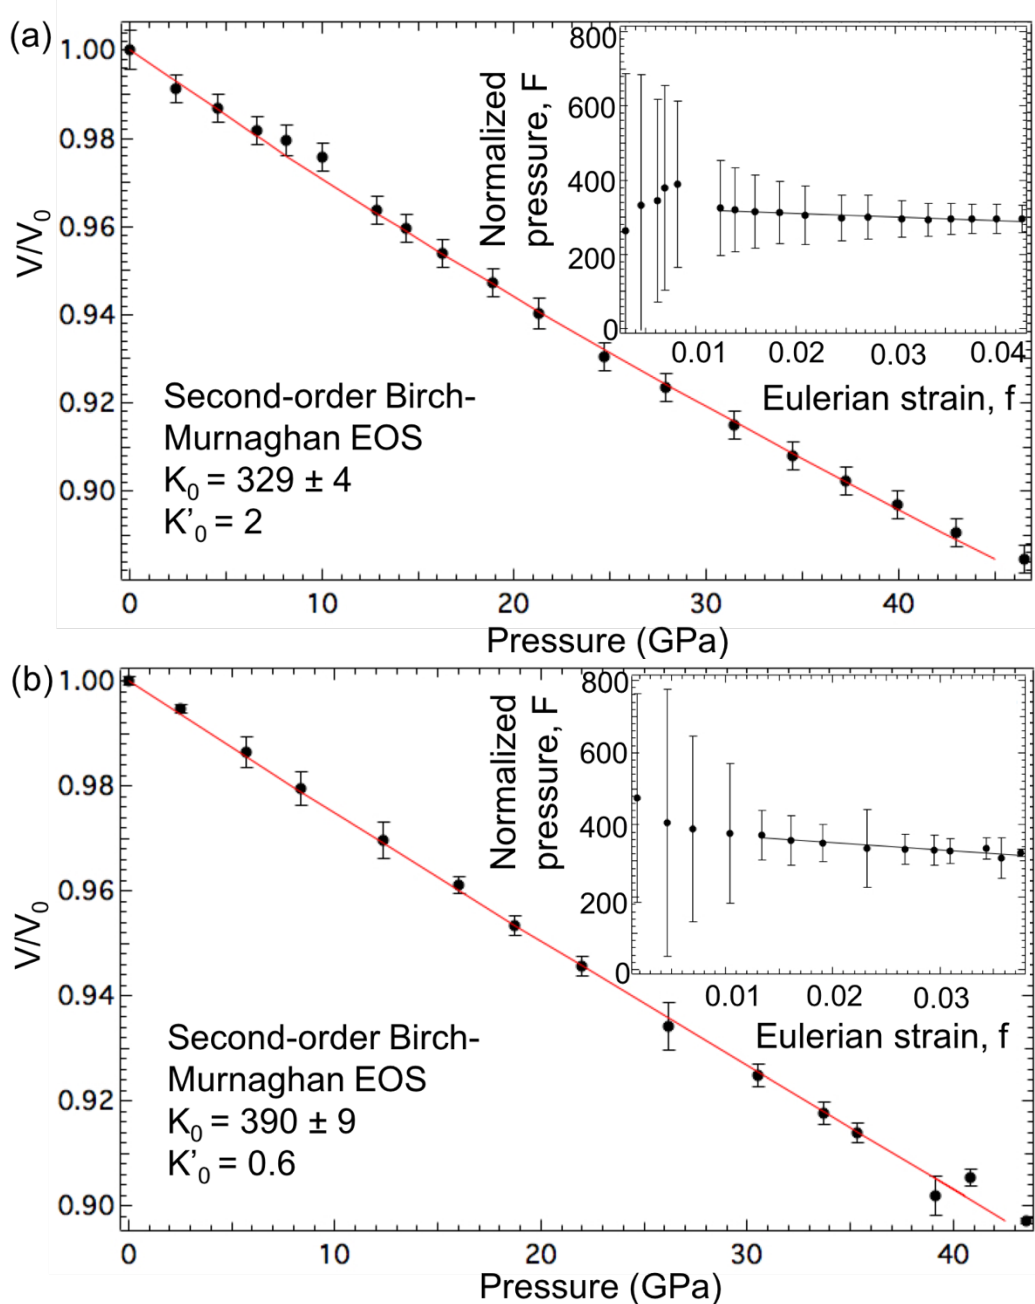 (a)
1.00
0.98
0.96
0.94
0.92
0.90
V/V₀
0
10
20
30
40
Pressure (GPa)
Second-order Birch-
Murnaghan EOS
K₀ = 329 ± 4
K'₀ = 2
Normalized
pressure, F
800
600
400
200
0
0.01
0.02
0.03
0.04
Eulerian strain, f
(b)
1.00
0.98
0.96
0.94
0.92
0.90
V/V₀
0
10
20
30
40
Pressure (GPa)
Second-order Birch-
Murnaghan EOS
K₀ = 390 ± 9
K'₀ = 0.6
Normalized
pressure, F
800
600
400
200
0
0.01
0.02
0.03
Eulerian strain, f